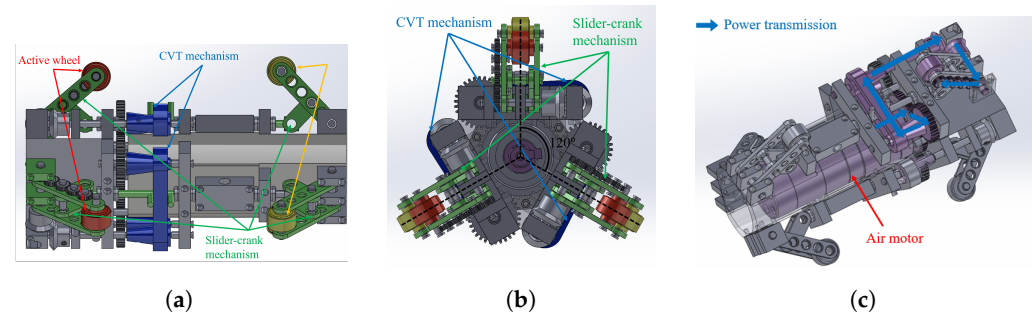 Active wheel
CVT mechanism
Slider-crank
mechanism
CVT mechanism
Slider-crank
mechanism
120°
Power transmission
Air motor
(a)
(b)
(c)